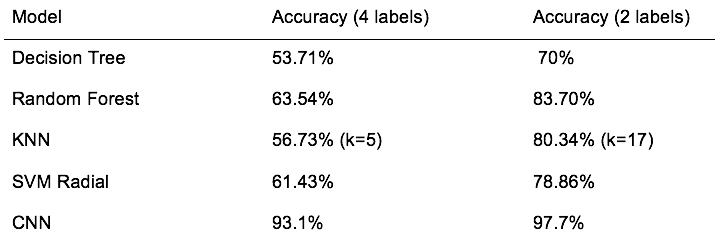 Model Accuracy (4 labels) Accuracy (2 labels)
Decision Tree 53.71% 70%
Random Forest 63.54% 83.70%
KNN 56.73% (k=5) 80.34% (k=17)
SVM Radial 61.43% 78.86%
CNN 93.1% 97.7%